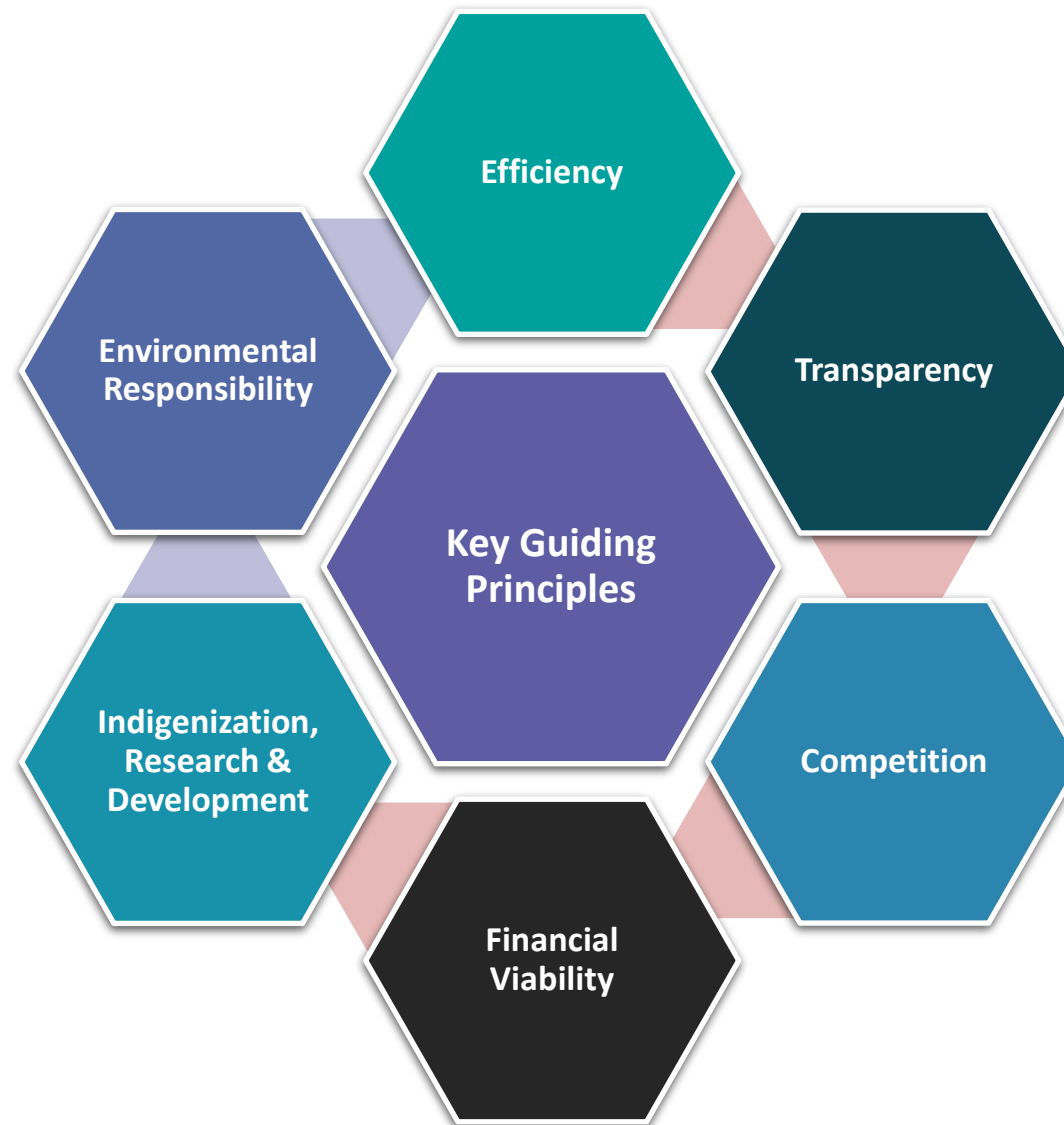 Efficiency
Transparency
Competition
Financial
Viability
Indigenization,
Research &
Development
Environmental
Responsibility
Key Guiding
Principles